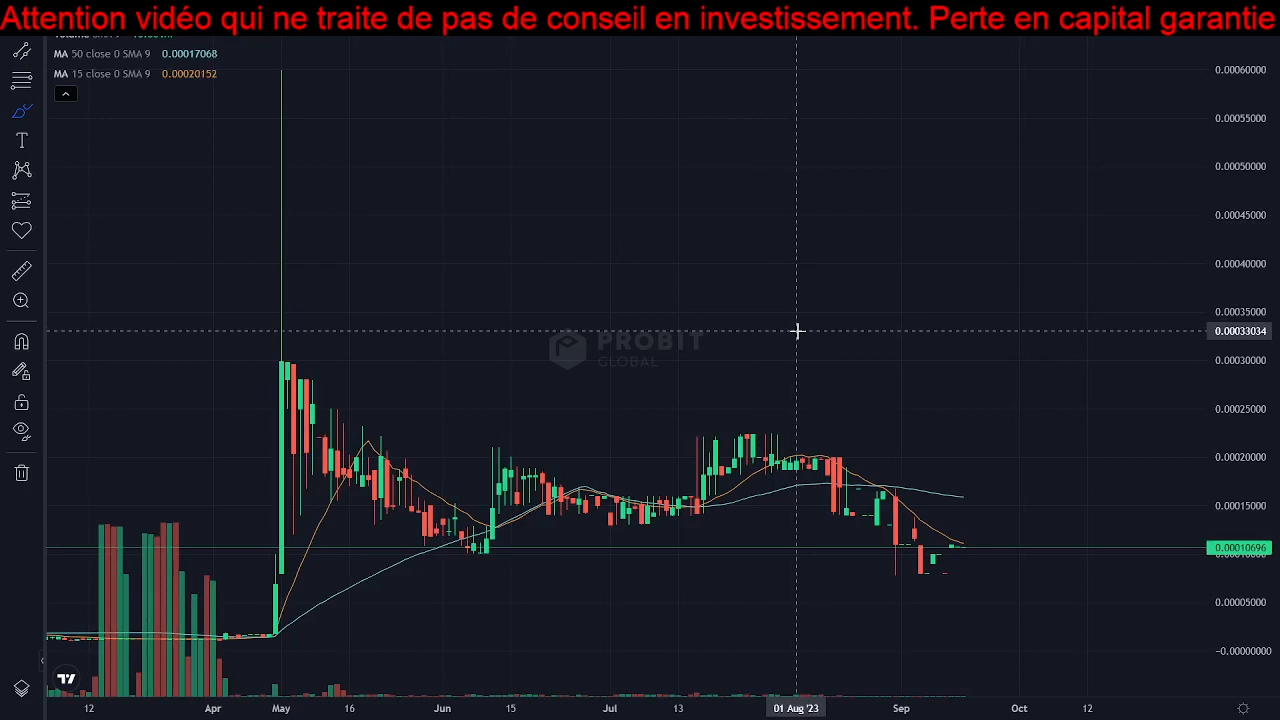 Attention vidéo qui ne traite de pas de conseil en investissement. Perte en capital garantie
MA 50 close 0 SMA 9 0.00017068
MA 15 close 0 SMA 9 0.00020152
0.00060000
0.00055000
0.00050000
0.00045000
0.00040000
0.00035000
0.00033034
0.00030000
0.00025000
0.00020000
0.00015000
0.00010696
0.00010000
0.00005000
−0.00000000
PROBIT
GLOBAL
12 Apr May 16 Jun 15 Jul 13 01 Aug '23 Sep Oct 12